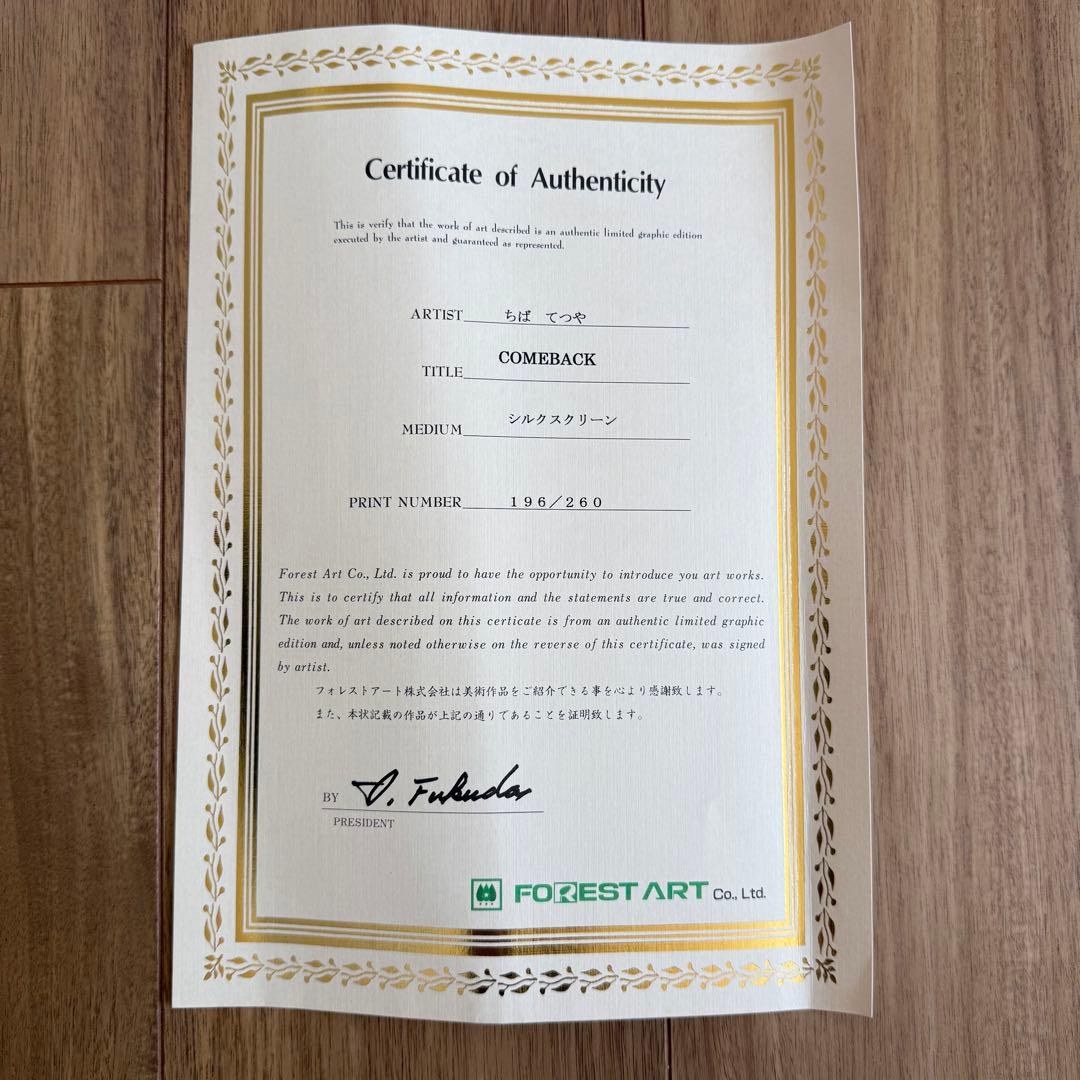 Certificate of Authenticity
This is verify that the work of art described is an authentic limited graphic edition
executed by the artist and guaranteed as represented.
ARTIST ちば てつや
TITLE COMEBACK
MEDIUM シルクスクリーン
PRINT NUMBER 196/260
Forest Art Co., Ltd. is proud to have the opportunity to introduce you art works.
This is to certify that all information and the statements are true and correct.
The work of art described on this certicate is from an authentic limited graphic
edition and, unless noted otherwise on the reverse of this certificate, was signed
by artist.
フォレストアート株式会社は美術作品をご紹介できる事を心より感謝致します。
また、本状記載の作品が上記の通りであることを証明致します。
BY Fukuda
PRESIDENT
FOREST ART Co., Ltd.